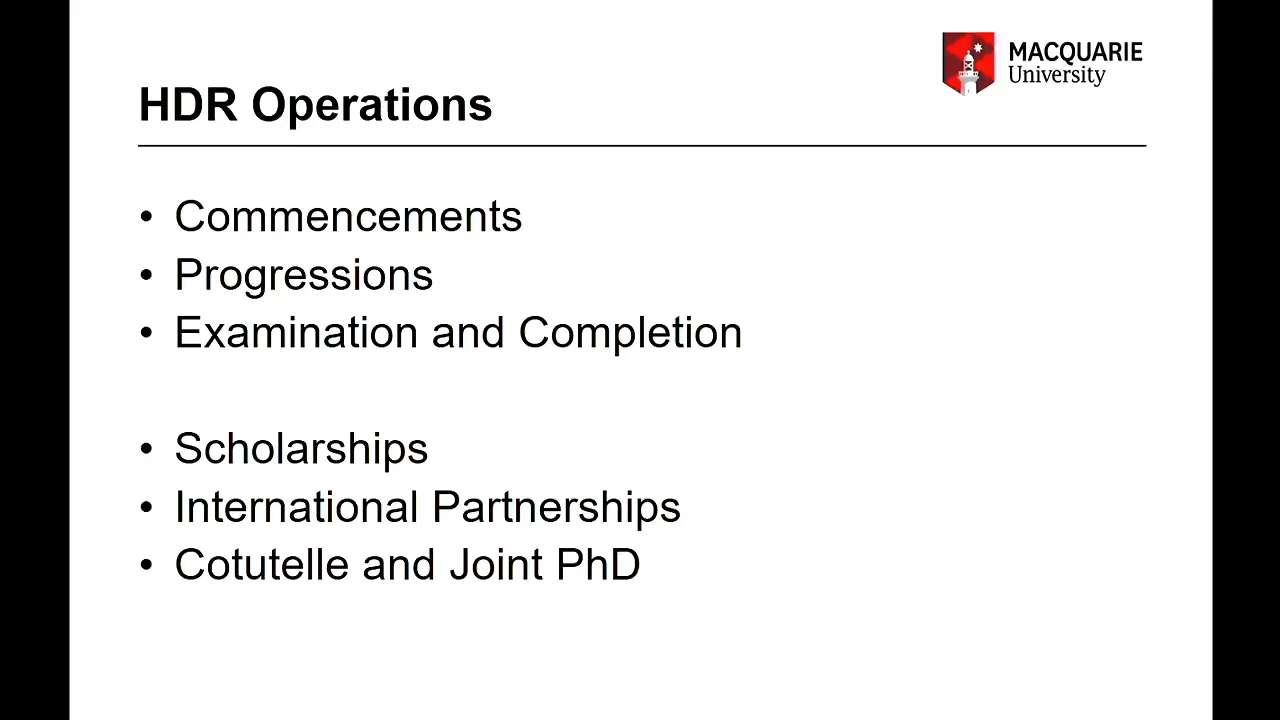 MACQUARIE
University
HDR Operations
• Commencements
• Progressions
• Examination and Completion
• Scholarships
• International Partnerships
• Cotutelle and Joint PhD